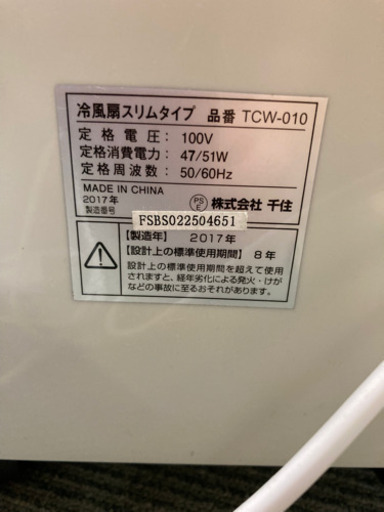 冷風扇スリムタイプ 品番 TCW-010
定格電圧: 100V
定格消費電力: 47/51W
定格周波数: 50/60Hz
MADE IN CHINA
2017年
製造番号
PSE 株式会社 千住
FSBS022504651
【製造年】 2017年
【設計上の標準使用期間】 8年
設計上の標準使用期間を超えて使用
されますと、経年劣化による発火・けが
などの事故に至るおそれがあります。